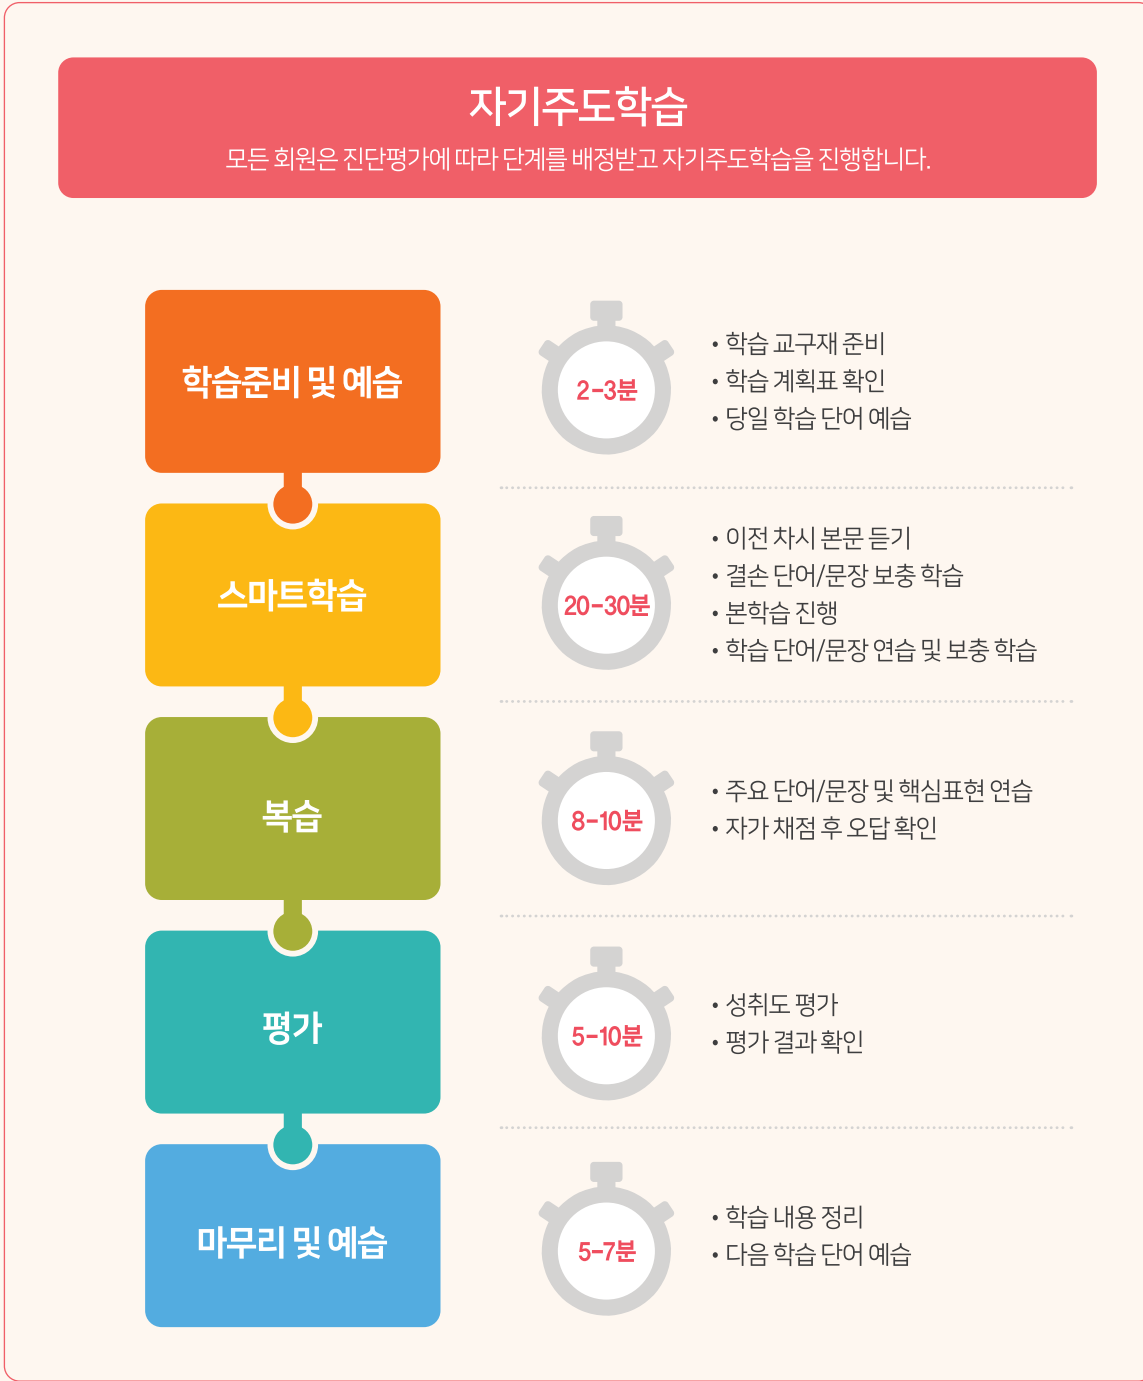 자기주도학습
모든 회원은 진단평가에 따라 단계를 배정받고 자기주도학습을 진행합니다.
학습준비 및 예습
2-3분
• 학습 교구재 준비
• 학습 계획표 확인
• 당일 학습 단어 예습
스마트학습
20-30분
• 이전 차시 본문 듣기
• 결손 단어/문장 보충 학습
• 본학습 진행
• 학습 단어/문장 연습 및 보충 학습
복습
8-10분
• 주요 단어/문장 및 핵심표현 연습
• 자가 채점 후 오답 확인
평가
5-10분
• 성취도 평가
• 평가 결과 확인
마무리 및 예습
5-7분
• 학습 내용 정리
• 다음 학습 단어 예습